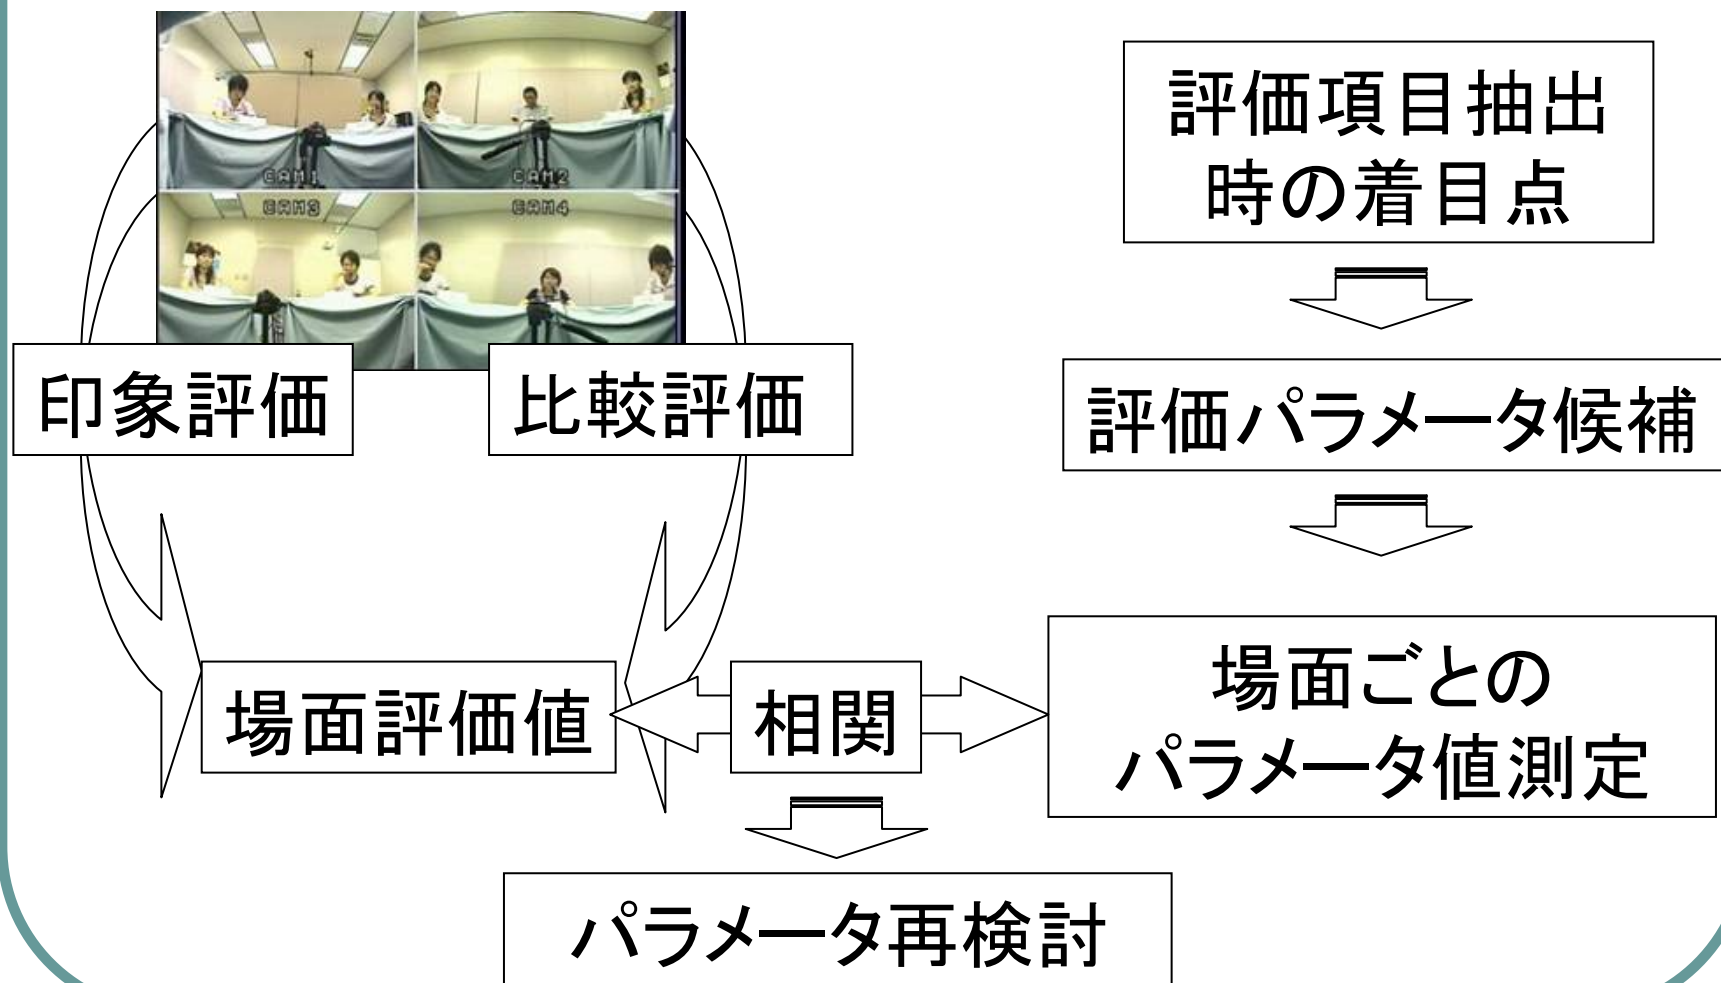 CAM1
CAM2
CAM3
CAM4
印象評価
比較評価
場面評価値
相関
評価項目抽出
時の着目点
評価パラメータ候補
場面ごとの
パラメータ値測定
パラメータ再検討